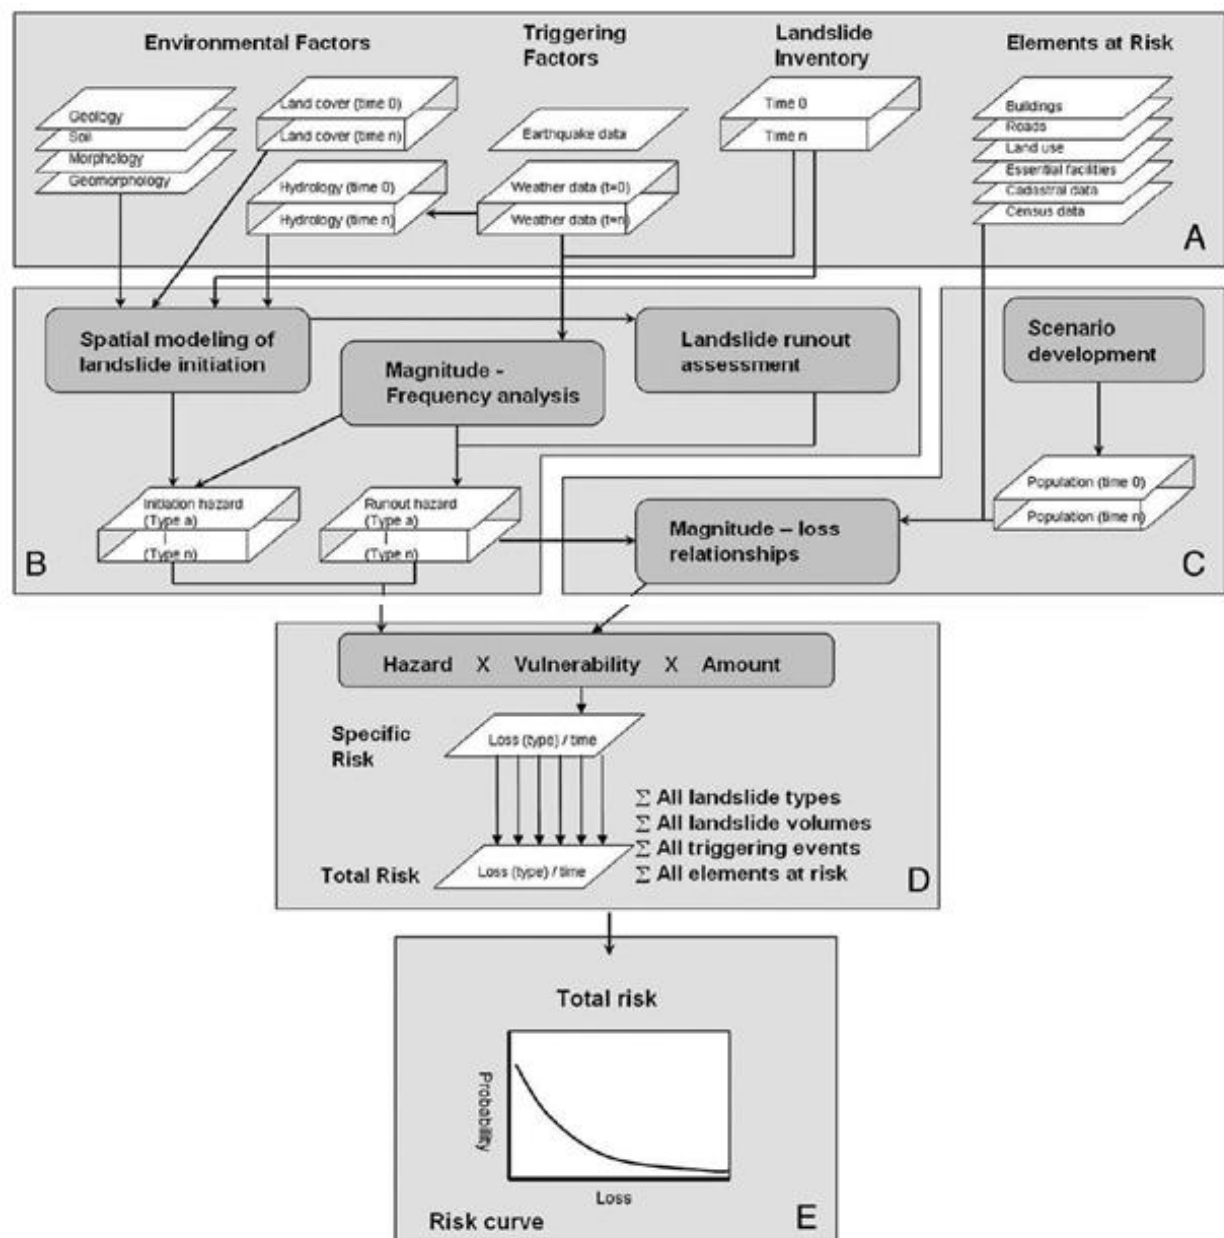 Environmental Factors
Triggering
Factors
Landslide
Inventory
Elements at Risk
Geology
Soil
Morphology
Geomorphology
Land cover (time 0)
Land cover (time n)
Hydrology (time 0)
Hydrology (time n)
Earthquake data
Weather data (t=0)
Weather data (t=n)
Time 0
Time n
Buildings
Roads
Land use
Essential facilities
Cadastral data
Census data
A
Spatial modeling of
landslide initiation
Magnitude -
Frequency analysis
Landslide runout
assessment
Initiation hazard
(Type a)
|
(Type n)
Runout hazard
(Type a)
|
(Type n)
B
Scenario
development
Population (time 0)
Population (time n)
Magnitude – loss
relationships
C
Hazard X Vulnerability X Amount
Specific
Risk
Loss (type) / time
Σ All landslide types
Σ All landslide volumes
Σ All triggering events
Σ All elements at risk
Total Risk
Loss (type) / time
D
Total risk
Probability
Loss
Risk curve
E